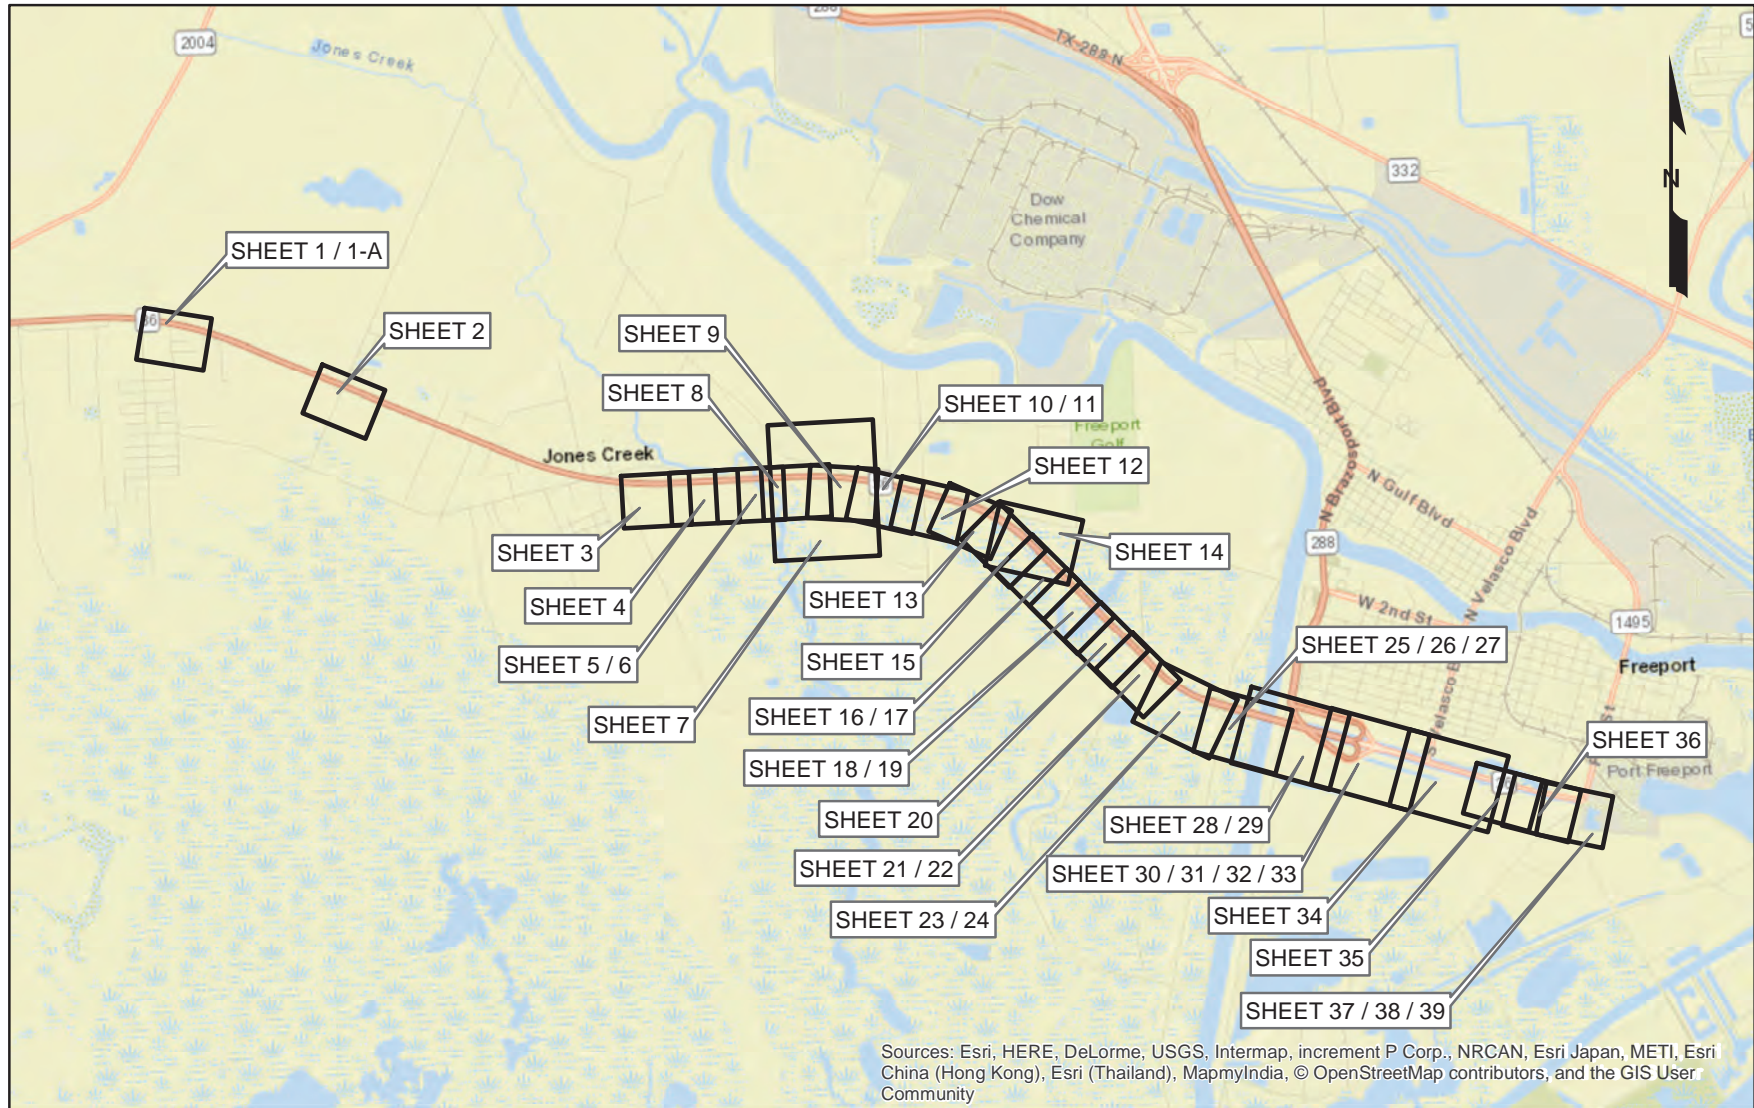 288
TX-288 N
2004
Jones Creek
332
N
Dow
Chemical
Company
SHEET 1 / 1-A
36
SHEET 2
SHEET 9
SHEET 8
SHEET 10 / 11
Freeport
Golf
Jones Creek
SHEET 12
SHEET 3
SHEET 14
SHEET 4
SHEET 13
SHEET 5 / 6
SHEET 15
SHEET 7
SHEET 16 / 17
SHEET 18 / 19
SHEET 20
SHEET 21 / 22
SHEET 23 / 24
N Brazosport Blvd
N Gulf Blvd
N Velasco Blvd
288
W 2nd St
1495
SHEET 25 / 26 / 27
Freeport
S Velasco Bl
SHEET 36
Port Freeport
SHEET 28 / 29
SHEET 30 / 31 / 32 / 33
SHEET 34
SHEET 35
SHEET 37 / 38 / 39
Sources: Esri, HERE, DeLorme, USGS, Intermap, increment P Corp., NRCAN, Esri Japan, METI, Esri
China (Hong Kong), Esri (Thailand), MapmyIndia, © OpenStreetMap contributors, and the GIS User
Community